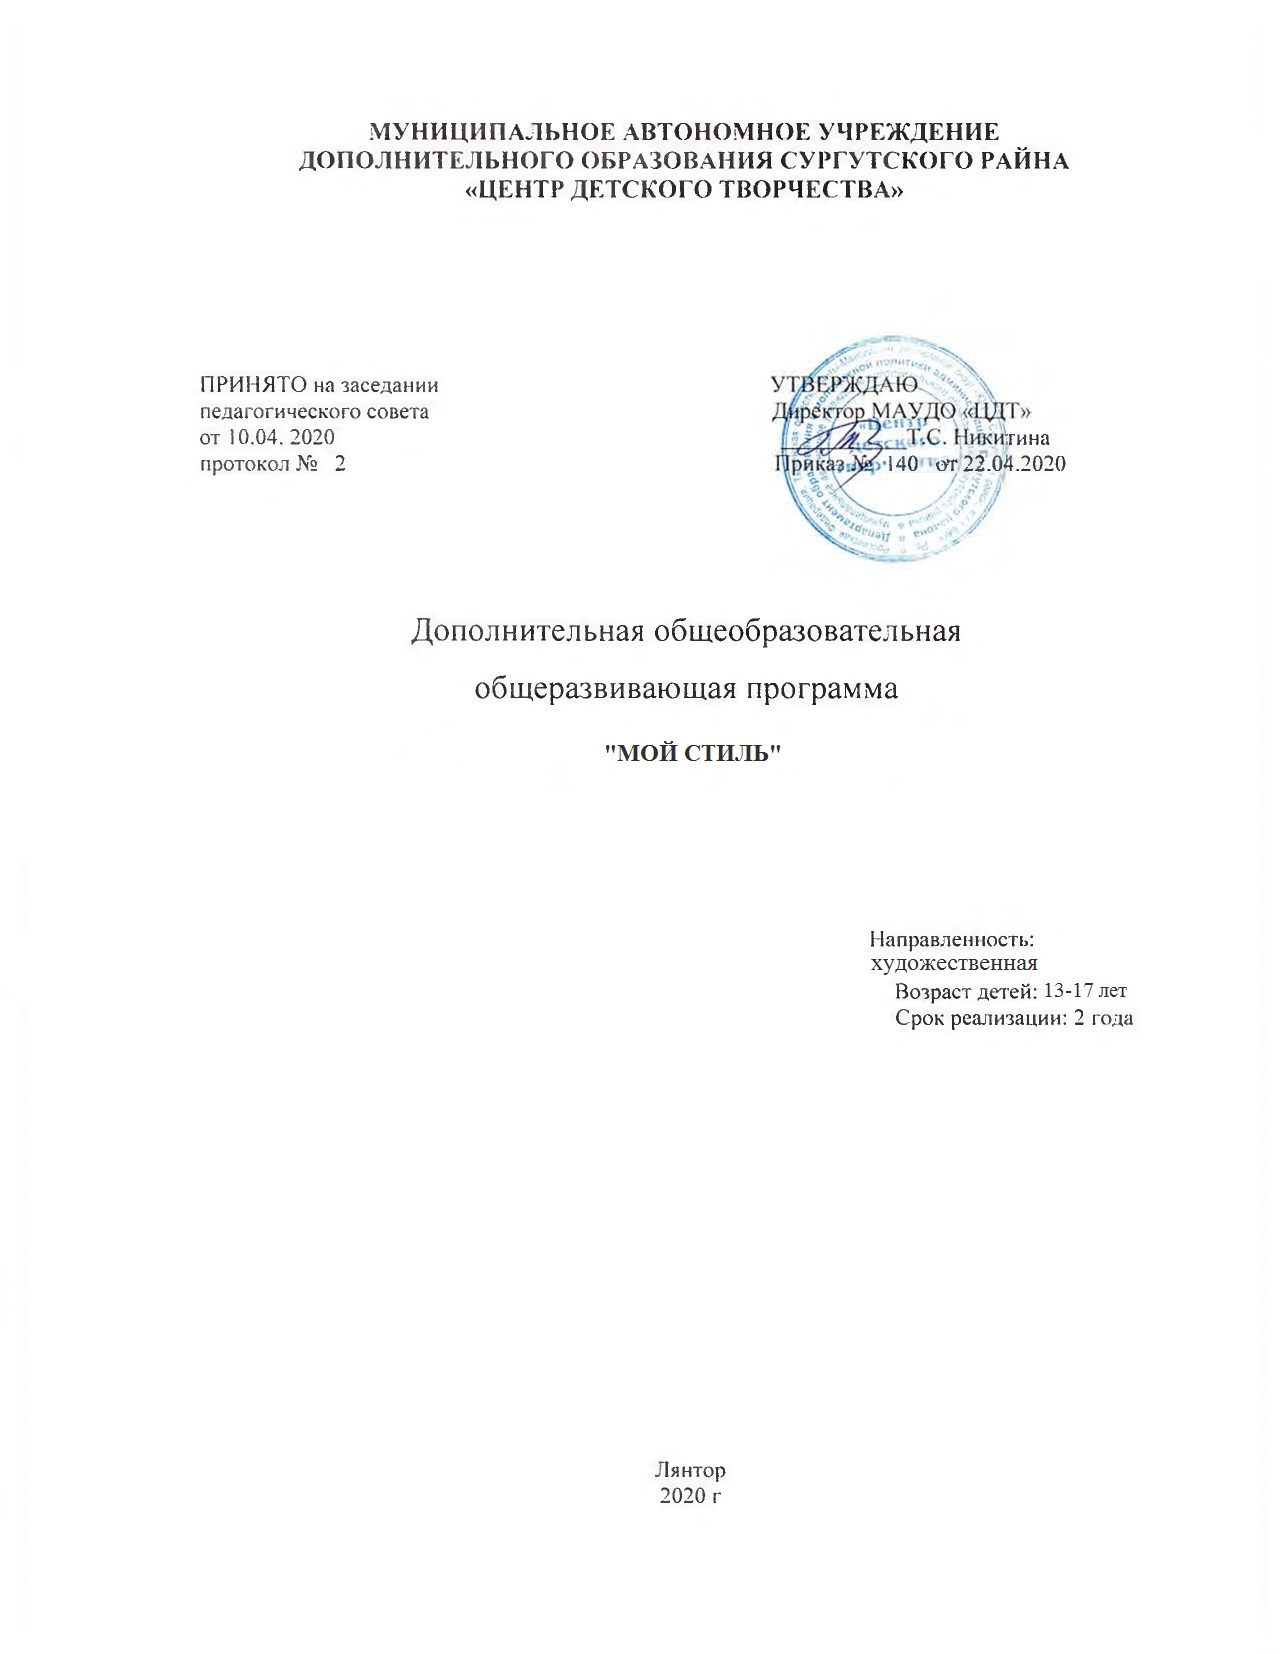 МУНИЦИПАЛЬНОЕ АВТОНОМНОЕ УЧРЕЖДЕНИЕ
ДОПОЛНИТЕЛЬНОГО ОБРАЗОВАНИЯ СУРГУТСКОГО РАЙНА
«ЦЕНТР ДЕТСКОГО ТВОРЧЕСТВА»
ПРИНЯТО на заседании
педагогического совета
от 10.04. 2020
протокол № 2
УТВЕРЖДАЮ
Директор МАУДО «ЦДТ»
Т.С. Никитина
Приказ № 140 от 22.04.2020
«Центр
детского
Дополнительная общеобразовательная
общеразвивающая программа
"МОЙ СТИЛЬ"
Направленность:
художественная
Возраст детей: 13-17 лет
Срок реализации: 2 года
Лянтор
2020 г